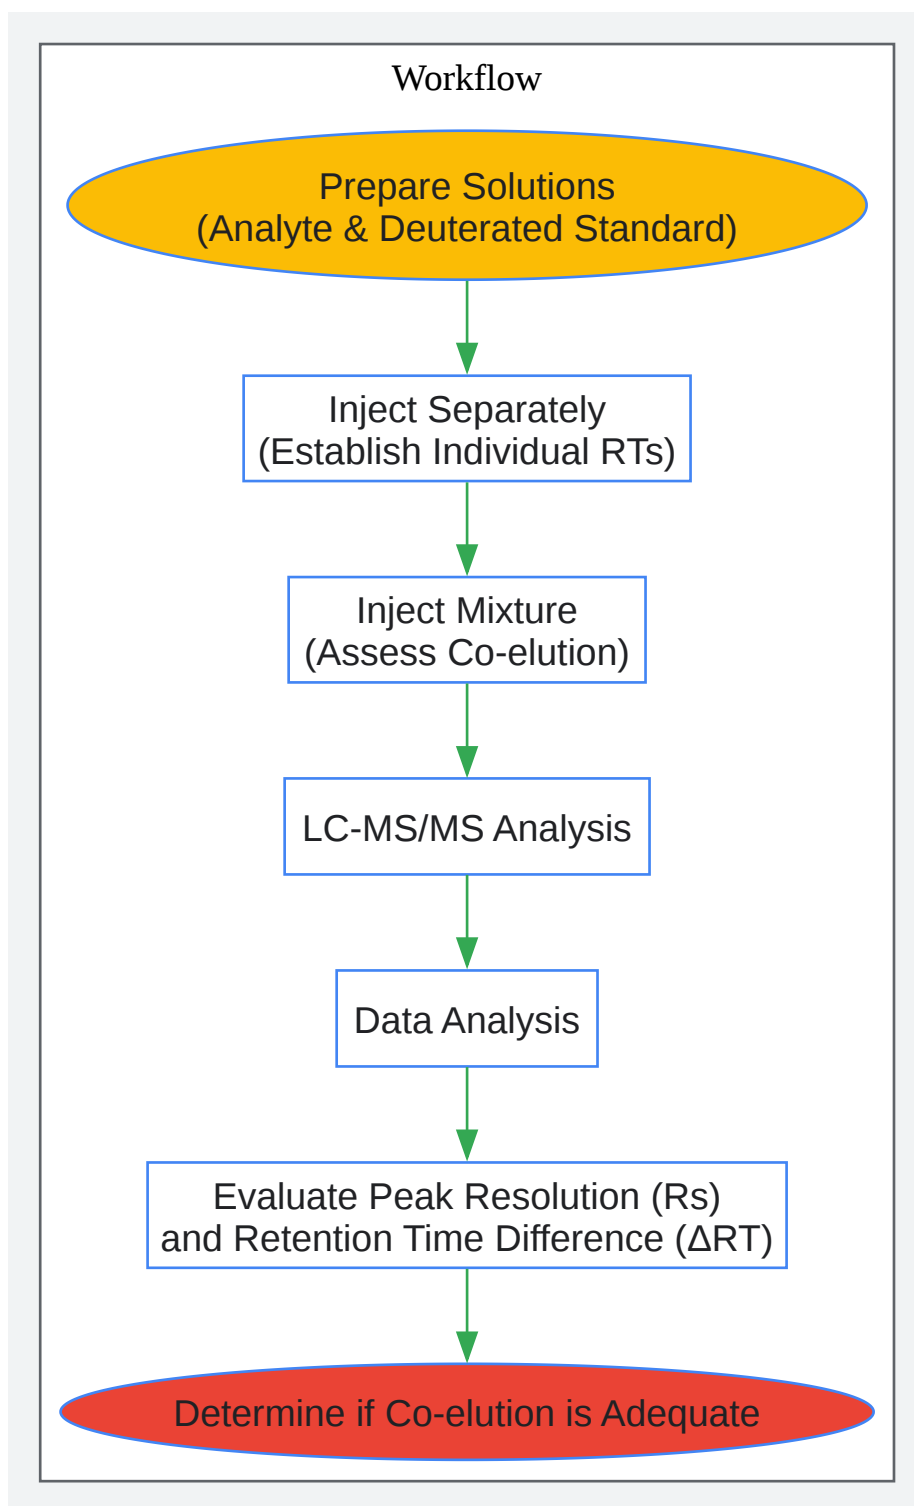 Workflow
Prepare Solutions
(Analyte & Deuterated Standard)
Inject Separately
(Establish Individual RTs)
Inject Mixture
(Assess Co-elution)
LC-MS/MS Analysis
Data Analysis
Evaluate Peak Resolution (Rs)
and Retention Time Difference (ΔRT)
Determine if Co-elution is Adequate